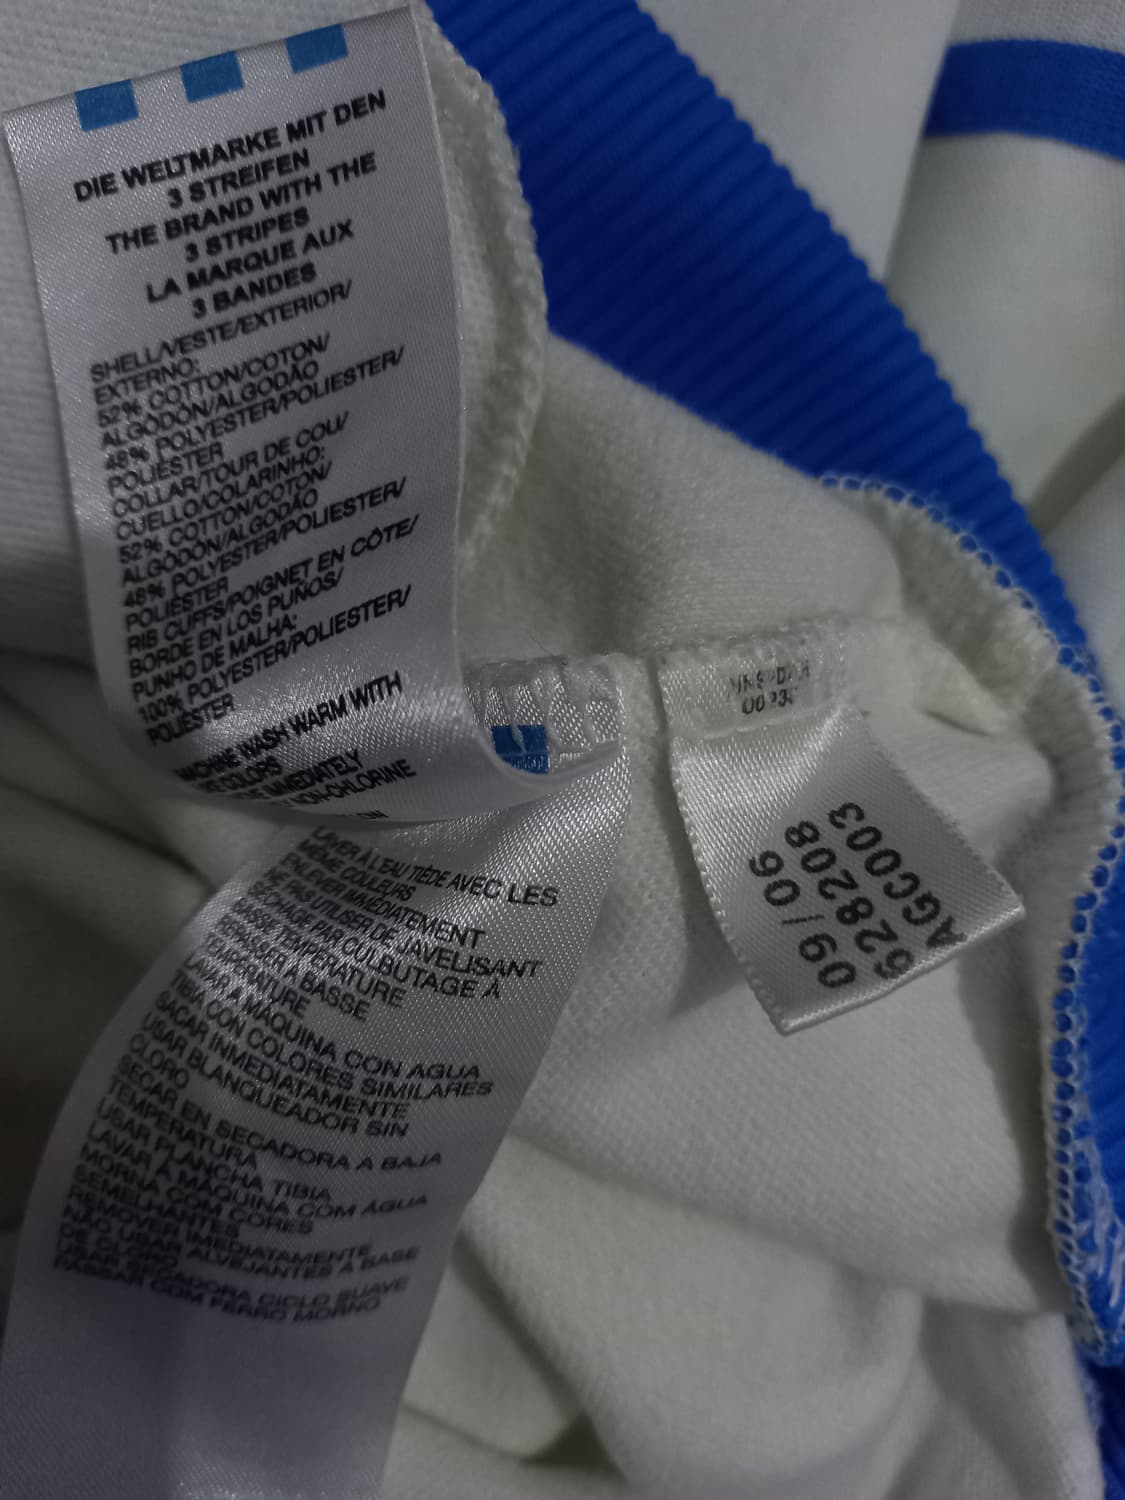 DIE WELTMARKE MIT DEN
3 STREIFEN
THE BRAND WITH THE
3 STRIPES
LA MARQUE AUX
3 BANDES
SHELL/VESTE/EXTERIOR/
EXTERNO:
52% COTTON/COTON/
ALGODÓN/ALGODÃO
48% POLYESTER/POLIESTER/
POLIÉSTER
COLLAR/TOUR DE COU/
CUELLO/COLARINHO:
52% COTTON/COTON/
ALGODÓN/ALGODÃO
48% POLYESTER/POLIESTER/
POLIÉSTER
RIB CUFFS/POIGNET EN CÔTE/
BORDE EN LOS PUÑOS/
PUNHO DE MALHA:
100% POLYESTER/POLIESTER/
POLIÉSTER
MACHINE WASH WARM WITH
COLORS
IMMEDIATELY
NON-CHLORINE
LAVER À L'EAU TIÈDE AVEC LES
MÊME COULEURS
ENLEVER IMMÉDIATEMENT
NE PAS UTILISER DE JAVELISANT
SÉCHAGE PAR CULBUTAGE À
BASSE TEMPÉRATURE
REPASSER À BASSE
TEMPÉRATURE
LAVAR A MÁQUINA CON AGUA
TIBIA CON COLORES SIMILARES
SACAR INMEDIATAMENTE
USAR BLANQUEADOR SIN
CLORO
SECAR EN SECADORA A BAJA
TEMPERATURA
USAR PLANCHA TIBIA
LAVAR À MÁQUINA COM ÁGUA
MORNA COM CORES
SEMELHANTES
REMOVER IMEDIATAMENTE
NÃO USAR ALVEJANTES À BASE
DE CLORO
USAR SECADORA CICLO SUAVE
PASSAR COM FERRO MORNO
09/06
628208
AGC003